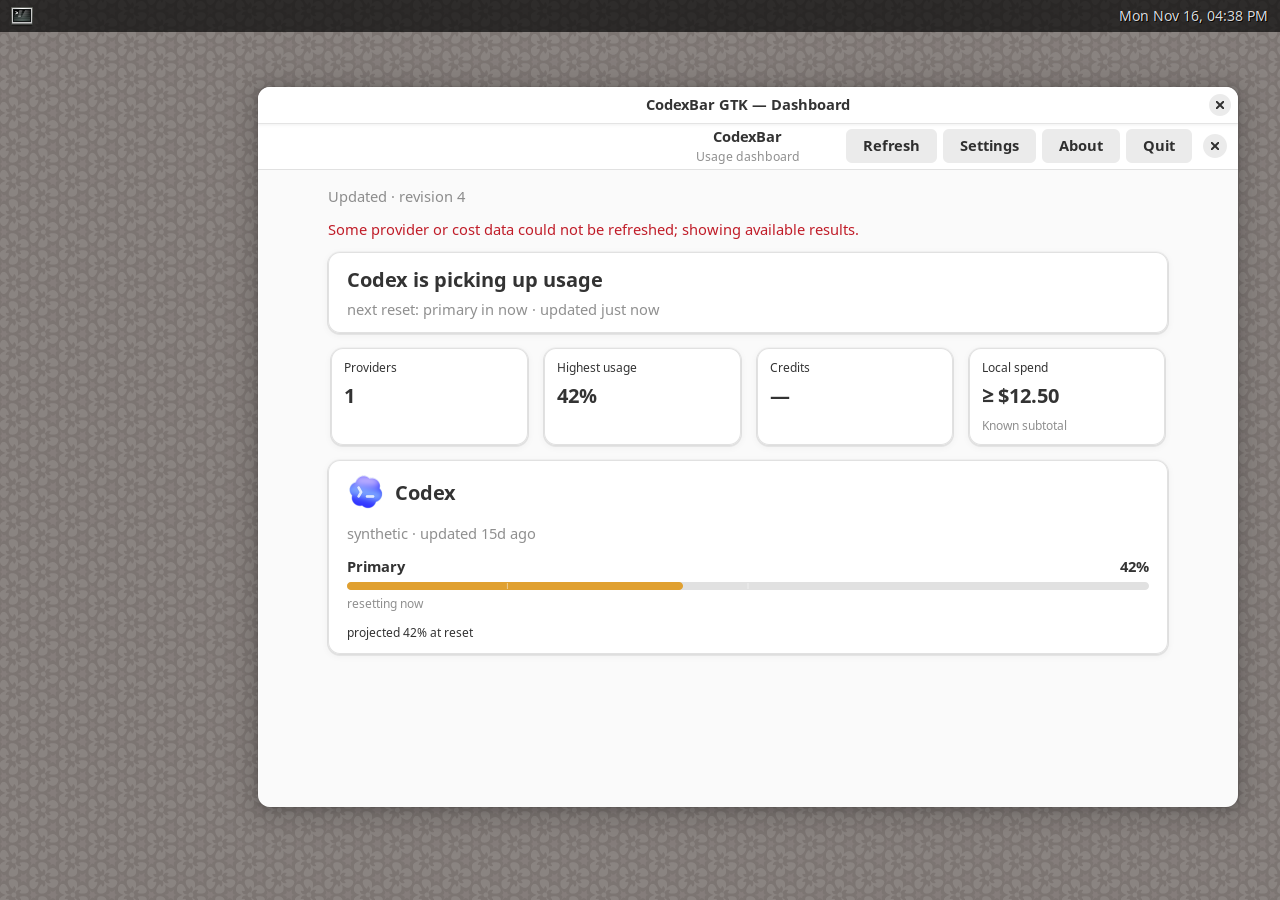 Mon Nov 16, 04:38 PM
CodexBar GTK — Dashboard
CodexBar
Usage dashboard
Refresh
Settings
About
Quit
Updated · revision 4
Some provider or cost data could not be refreshed; showing available results.
Codex is picking up usage
next reset: primary in now · updated just now
Providers
1
Highest usage
42%
Credits
—
Local spend
≥ $12.50
Known subtotal
Codex
synthetic · updated 15d ago
Primary
42%
resetting now
projected 42% at reset